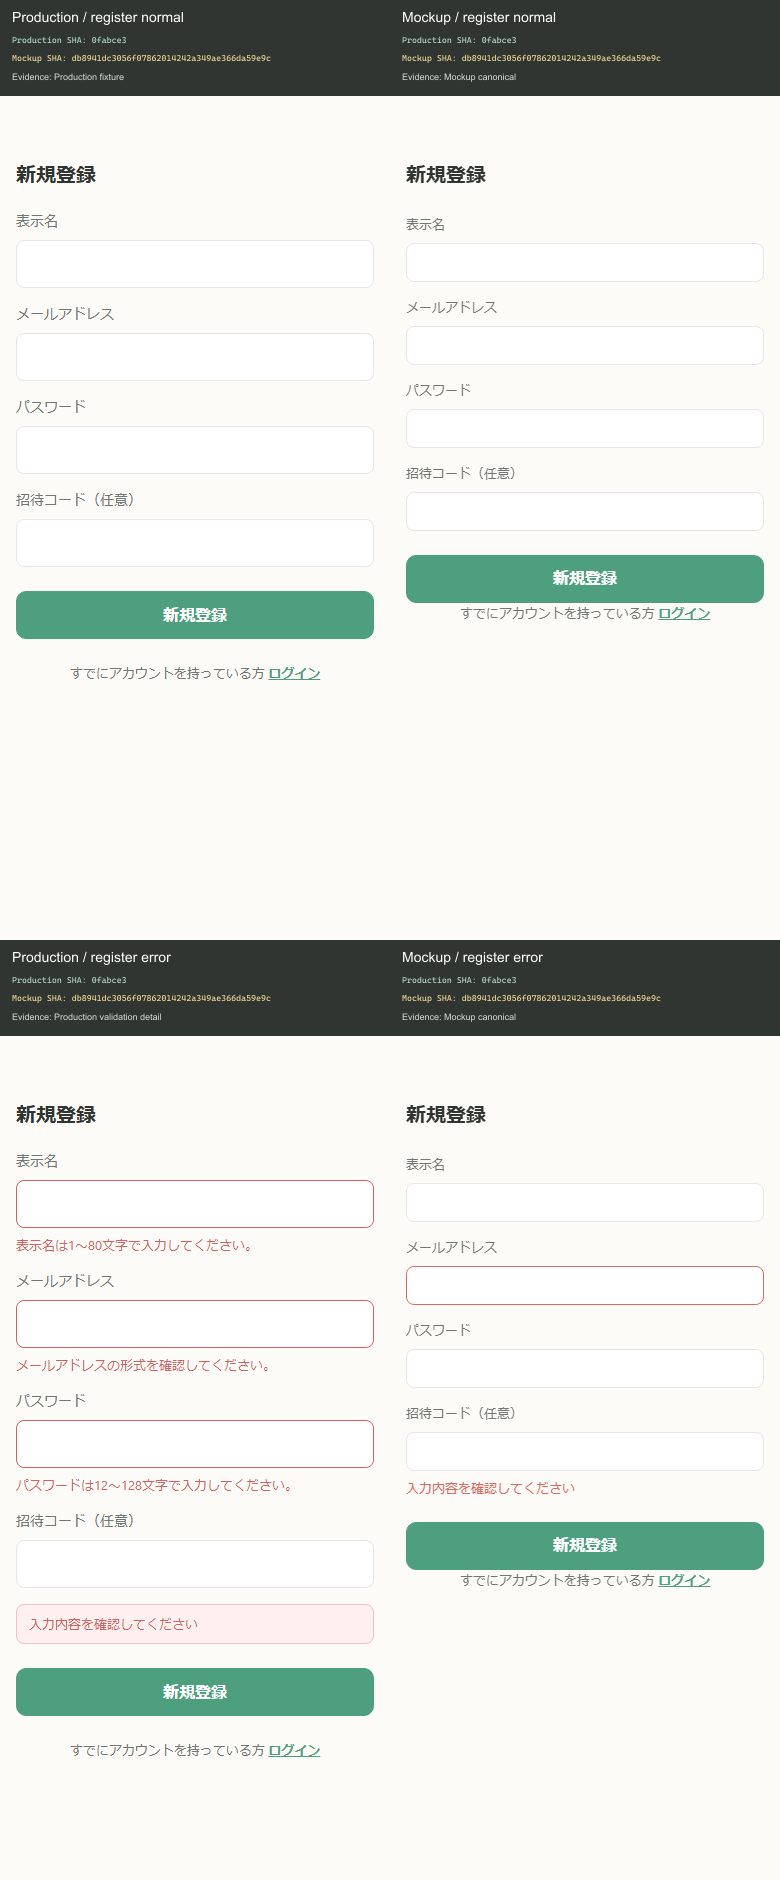 Production / register normal
Production SHA: 0fabce3
Mockup SHA: db8941dc3056f07862014242a349ae366da59e9c
Evidence: Production fixture
新規登録
表示名
メールアドレス
パスワード
招待コード（任意）
新規登録
すでにアカウントを持っている方 ログイン
Mockup / register normal
Production SHA: 0fabce3
Mockup SHA: db8941dc3056f07862014242a349ae366da59e9c
Evidence: Mockup canonical
新規登録
表示名
メールアドレス
パスワード
招待コード（任意）
新規登録
すでにアカウントを持っている方 ログイン
Production / register error
Production SHA: 0fabce3
Mockup SHA: db8941dc3056f07862014242a349ae366da59e9c
Evidence: Production validation detail
新規登録
表示名
表示名は1〜80文字で入力してください。
メールアドレス
メールアドレスの形式を確認してください。
パスワード
パスワードは12〜128文字で入力してください。
招待コード（任意）
入力内容を確認してください
新規登録
すでにアカウントを持っている方 ログイン
Mockup / register error
Production SHA: 0fabce3
Mockup SHA: db8941dc3056f07862014242a349ae366da59e9c
Evidence: Mockup canonical
新規登録
表示名
メールアドレス
パスワード
招待コード（任意）
入力内容を確認してください
新規登録
すでにアカウントを持っている方 ログイン